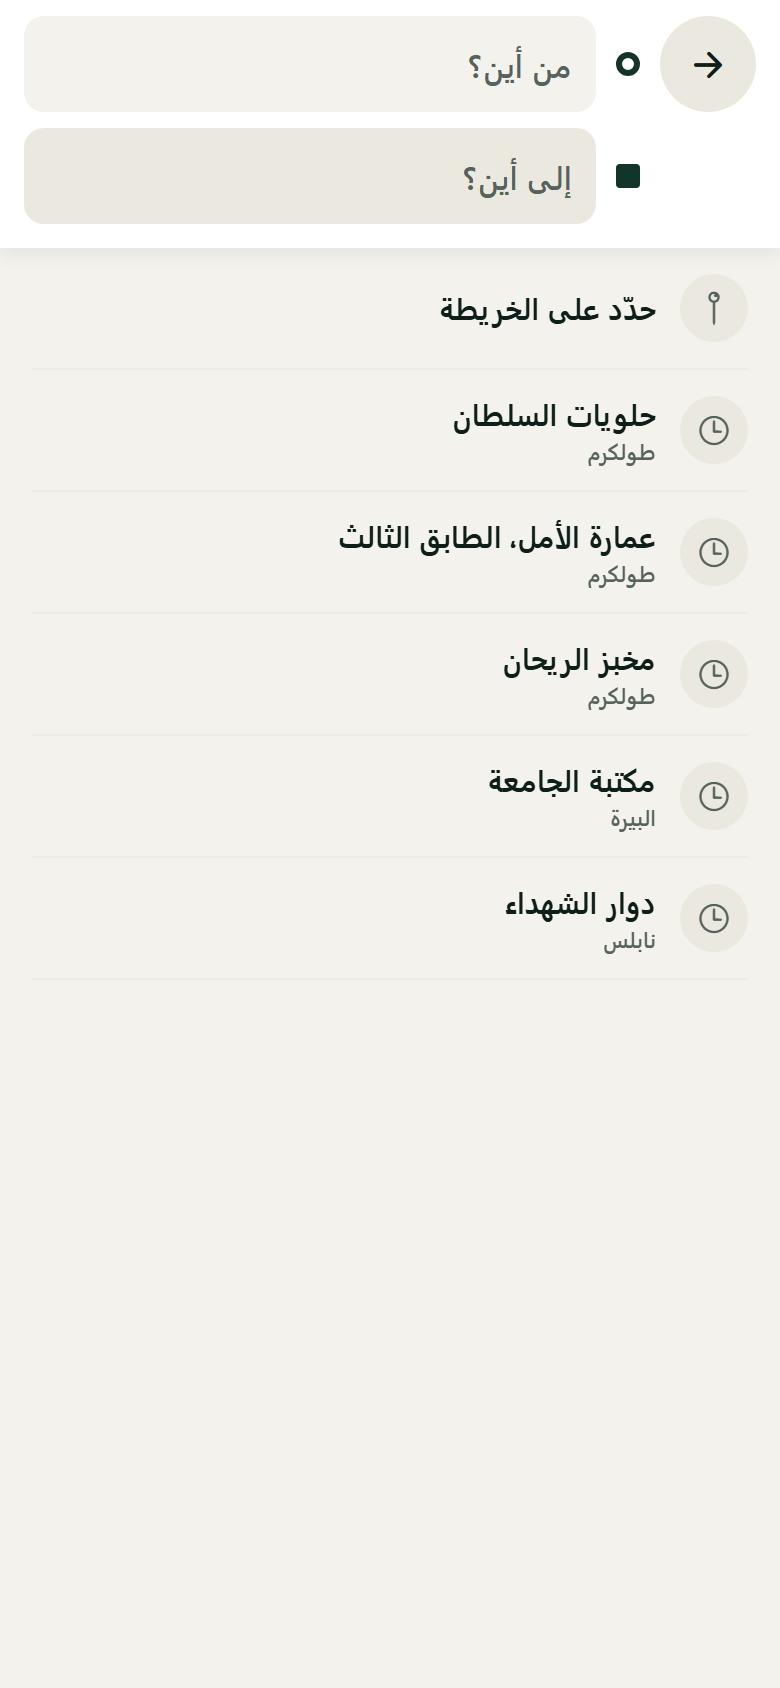 من أين؟
إلى أين؟
حدّد على الخريطة
حلويات السلطان
طولكرم
عمارة الأمل، الطابق الثالث
طولكرم
مخبز الريحان
طولكرم
مكتبة الجامعة
البيرة
دوار الشهداء
نابلس